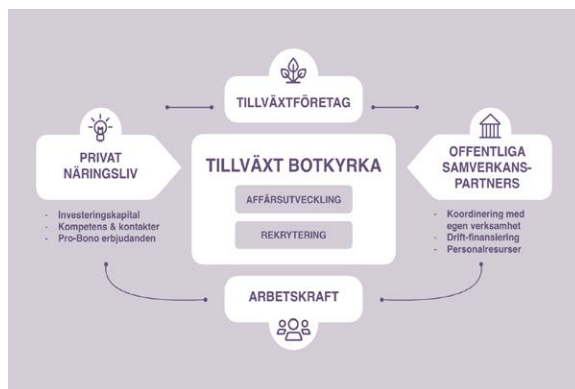 TILLVÄXTFÖRETAG
PRIVAT
NÄRINGSLIV
- Investeringskapital
- Kompetens & kontakter
- Pro-Bono erbjudanden
TILLVÄXT BOTKYRKA
AFFÄRSUTVECKLING
REKRYTERING
OFFENTLIGA
SAMVERKANS-
PARTNERS
- Koordinering med
egen verksamhet
- Drift-finansiering
- Personalresurser
ARBETSKRAFT